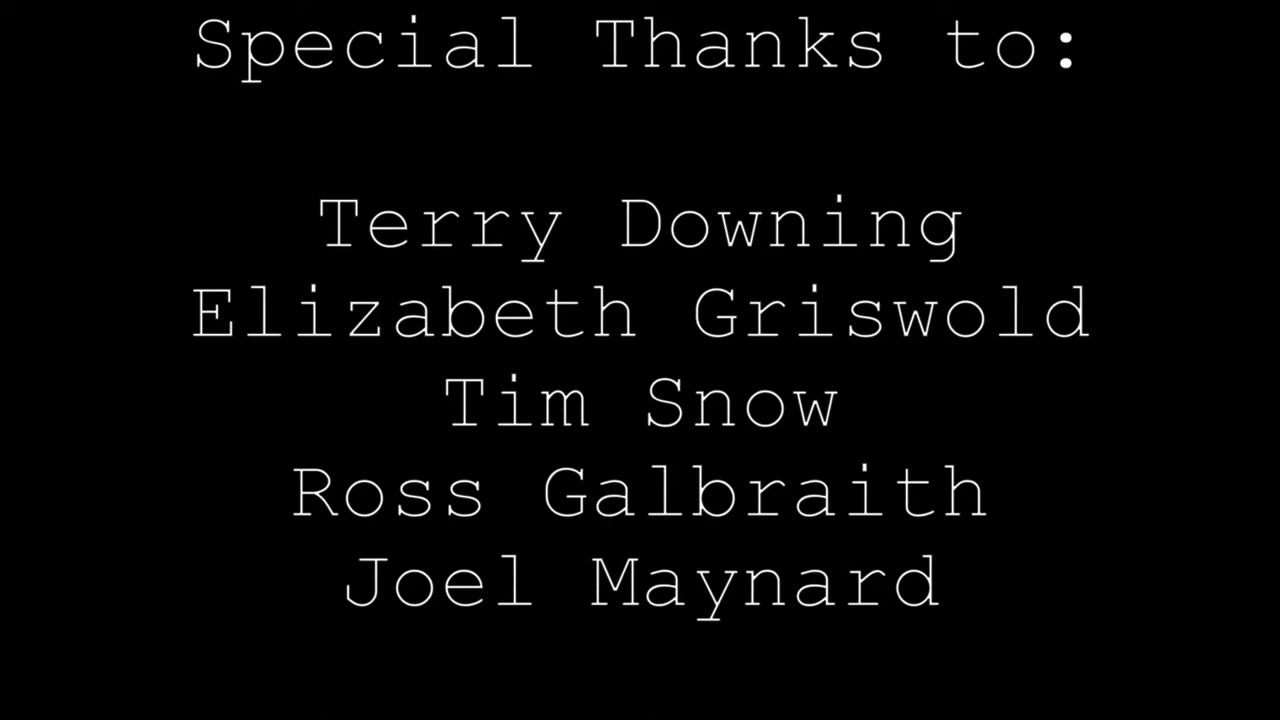 Special Thanks to:
Terry Downing
Elizabeth Griswold
Tim Snow
Ross Galbraith
Joel Maynard